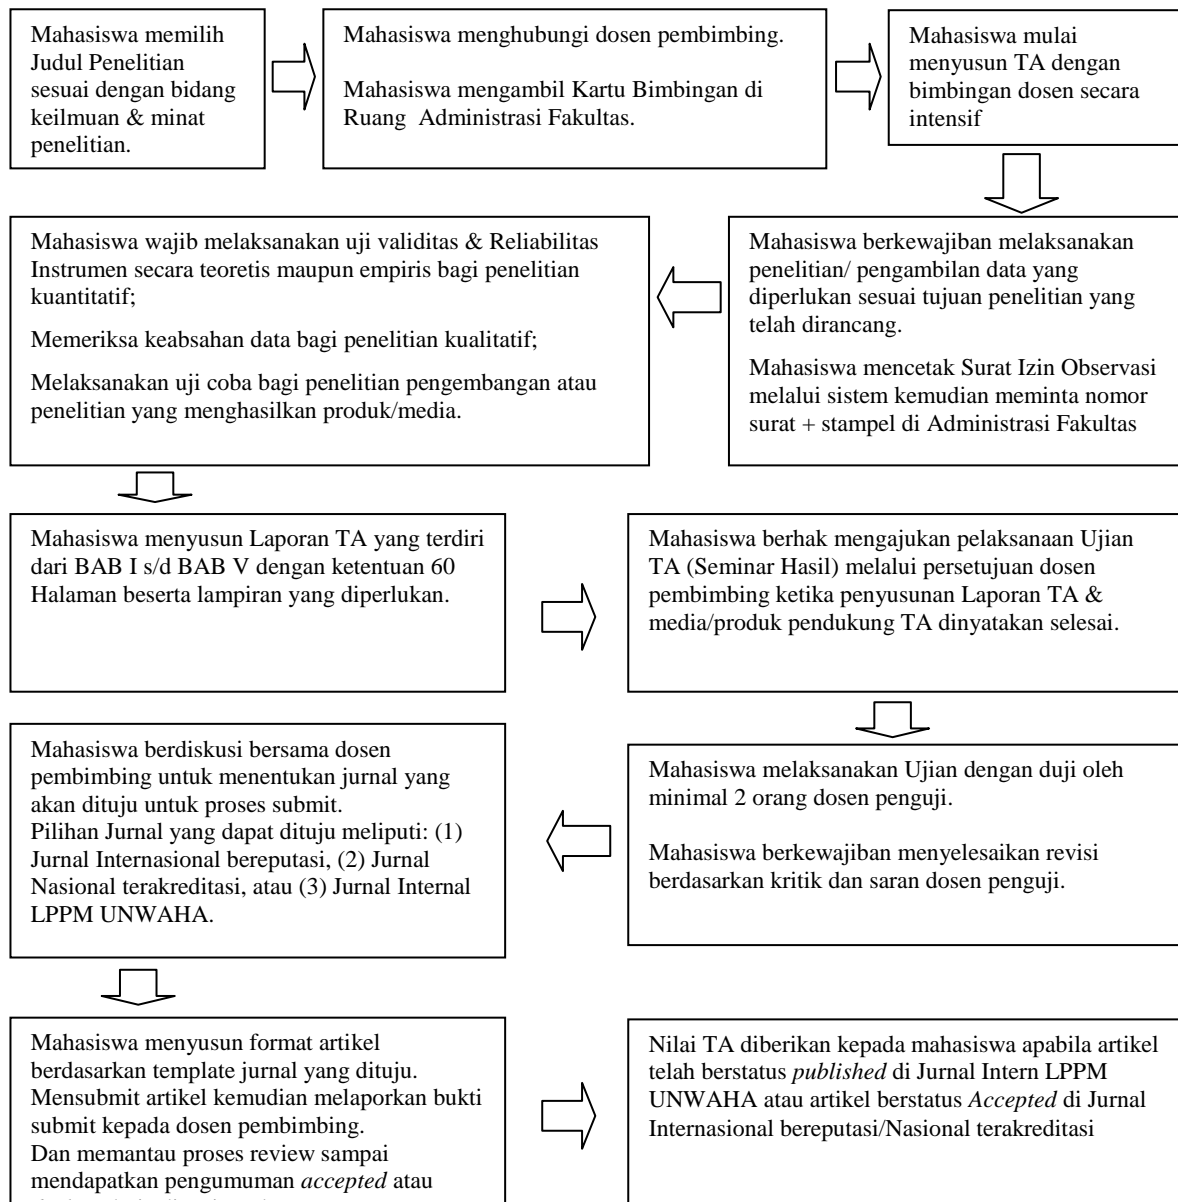 Mahasiswa memilih
Judul Penelitian
sesuai dengan bidang
keilmuan & minat
penelitian.
Mahasiswa menghubungi dosen pembimbing.
Mahasiswa mengambil Kartu Bimbingan di
Ruang Administrasi Fakultas.
Mahasiswa mulai
menyusun TA dengan
bimbingan dosen secara
intensif
Mahasiswa berkewajiban melaksanakan
penelitian/ pengambilan data yang
diperlukan sesuai tujuan penelitian yang
telah dirancang.
Mahasiswa mencetak Surat Izin Observasi
melalui sistem kemudian meminta nomor
surat + stampel di Administrasi Fakultas
Mahasiswa wajib melaksanakan uji validitas & Reliabilitas
Instrumen secara teoretis maupun empiris bagi penelitian
kuantitatif;
Memeriksa keabsahan data bagi penelitian kualitatif;
Melaksanakan uji coba bagi penelitian pengembangan atau
penelitian yang menghasilkan produk/media.
Mahasiswa menyusun Laporan TA yang terdiri
dari BAB I s/d BAB V dengan ketentuan 60
Halaman beserta lampiran yang diperlukan.
Mahasiswa berhak mengajukan pelaksanaan Ujian
TA (Seminar Hasil) melalui persetujuan dosen
pembimbing ketika penyusunan Laporan TA &
media/produk pendukung TA dinyatakan selesai.
Mahasiswa melaksanakan Ujian dengan duji oleh
minimal 2 orang dosen penguji.
Mahasiswa berkewajiban menyelesaikan revisi
berdasarkan kritik dan saran dosen penguji.
Mahasiswa berdiskusi bersama dosen
pembimbing untuk menentukan jurnal yang
akan dituju untuk proses submit.
Pilihan Jurnal yang dapat dituju meliputi: (1)
Jurnal Internasional bereputasi, (2) Jurnal
Nasional terakreditasi, atau (3) Jurnal Internal
LPPM UNWAHA.
Mahasiswa menyusun format artikel
berdasarkan template jurnal yang dituju.
Mensubmit artikel kemudian melaporkan bukti
submit kepada dosen pembimbing.
Dan memantau proses review sampai
mendapatkan pengumuman accepted atau
Nilai TA diberikan kepada mahasiswa apabila artikel
telah berstatus published di Jurnal Intern LPPM
UNWAHA atau artikel berstatus Accepted di Jurnal
Internasional bereputasi/Nasional terakreditasi